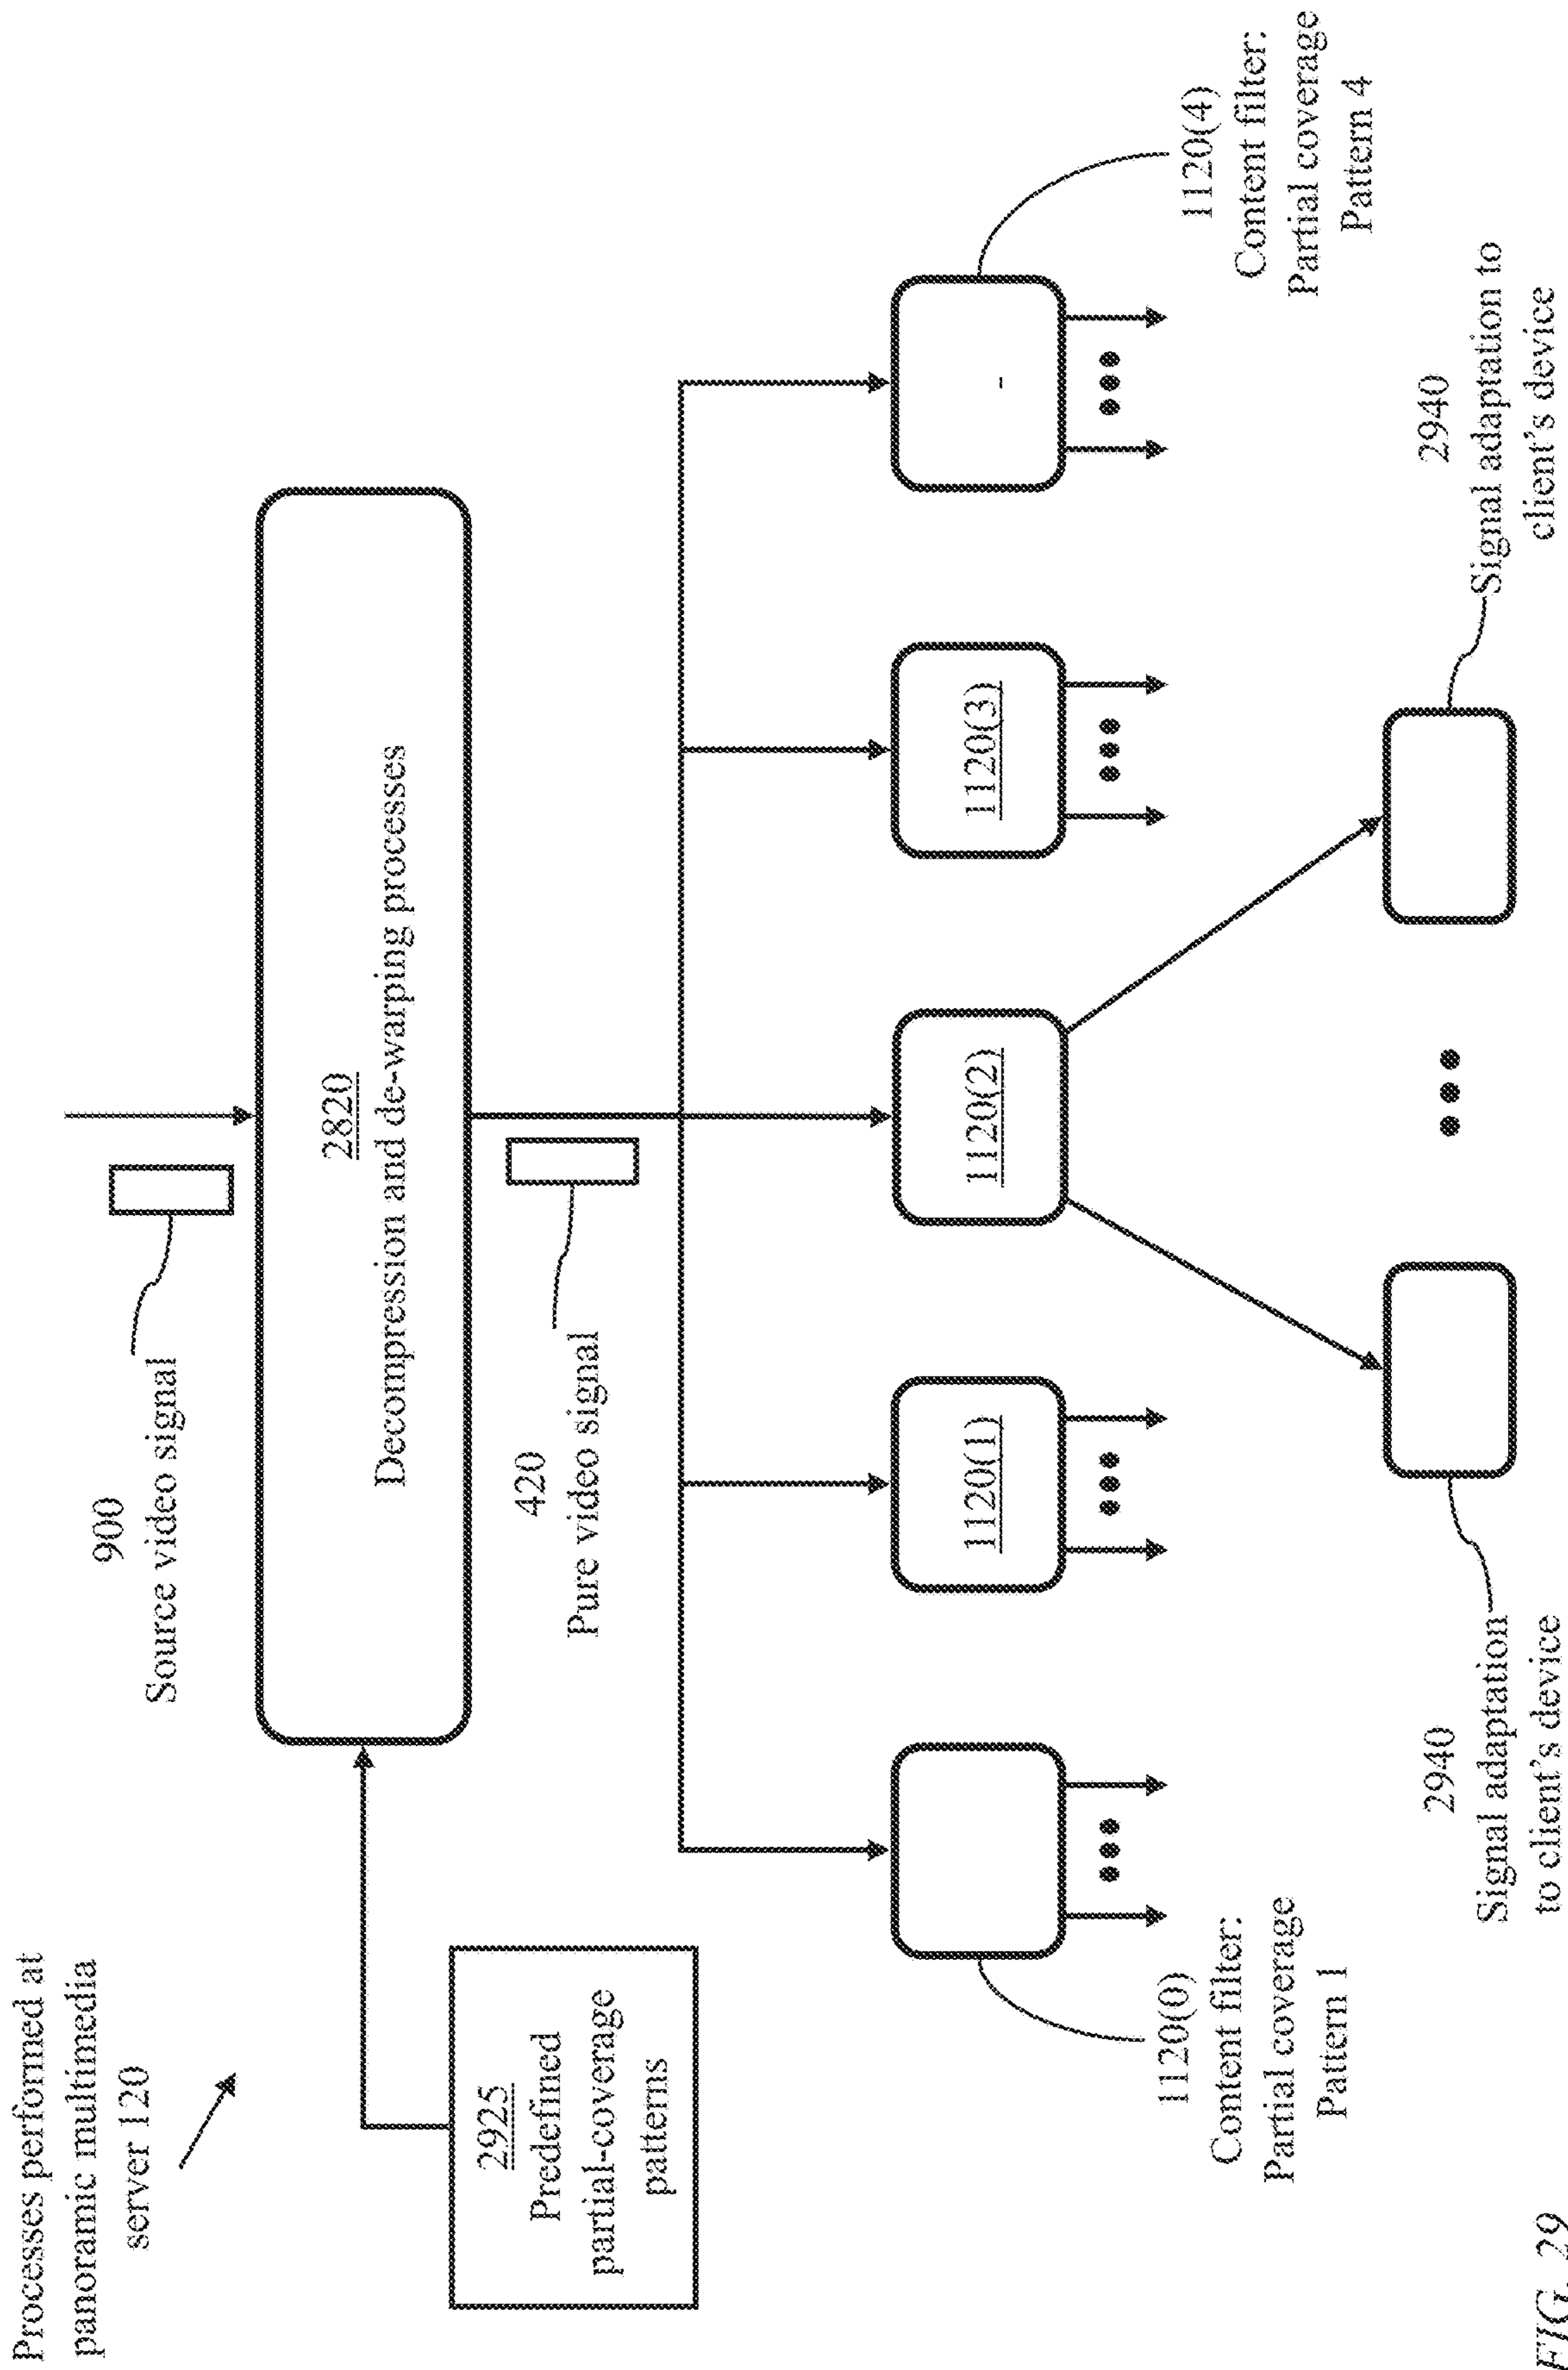 Processes performed at
panoramic multimedia
server 120
900
Source video signal
2820
Decompression and de-warping processes
2925
Predefined
partial-coverage
patterns
420
Pure video signal
1120(1)
1120(2)
1120(3)
1120(0)
Content filter:
Partial coverage
Pattern 1
1120(4)
Content filter:
Partial coverage
Pattern 4
2940
Signal adaptation
to client's device
2940
Signal adaptation to
client's device
FIG. 29